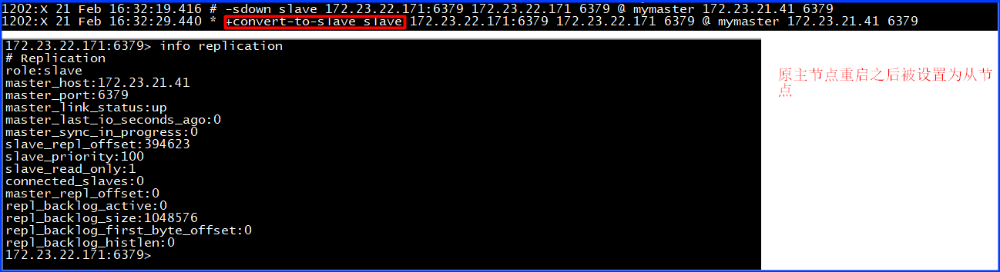 1202:X 21 Feb 16:32:19.416 # -sdown slave 172.23.22.171:6379 172.23.22.171 6379 @ mymaster 172.23.21.41 6379
1202:X 21 Feb 16:32:29.440 * +convert-to-slave slave 172.23.22.171:6379 172.23.22.171 6379 @ mymaster 172.23.21.41 6379
172.23.22.171:6379> info replication
# Replication
role:slave
master_host:172.23.21.41
master_port:6379
master_link_status:up
master_last_io_seconds_ago:0
master_sync_in_progress:0
slave_repl_offset:394623
slave_priority:100
slave_read_only:1
connected_slaves:0
master_repl_offset:0
repl_backlog_active:0
repl_backlog_size:1048576
repl_backlog_first_byte_offset:0
repl_backlog_histlen:0
172.23.22.171:6379>
原主节点重启之后被设置为从节
点